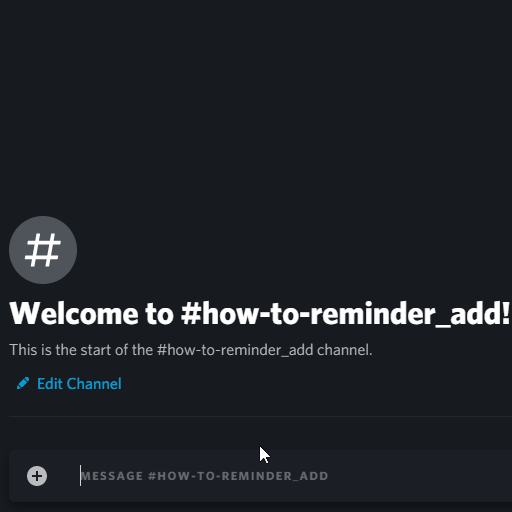 Welcome to #how-to-reminder_add!
This is the start of the #how-to-reminder_add channel.
Edit Channel
MESSAGE #HOW-TO-REMINDER_ADD